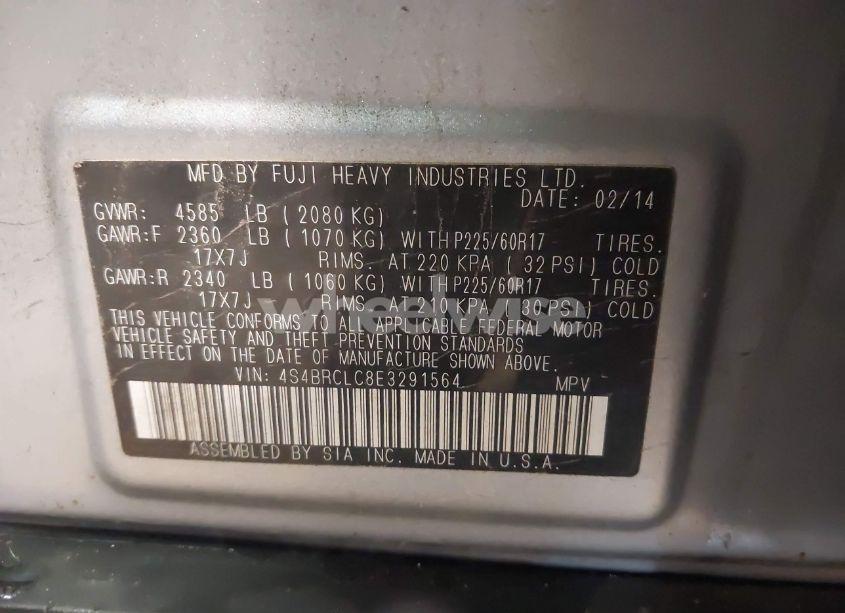 MFD BY FUJI HEAVY INDUSTRIES LTD.
DATE: 02/14
GVWR: 4585 LB ( 2080 KG)
GAWR:F 2360 LB ( 1070 KG) WITHP225/60R17 TIRES.
17X7J RIMS. AT 220 KPA ( 32 PSI) COLD
GAWR:R 2340 LB ( 1060 KG) WITHP225/60R17 TIRES.
17X7J RIMS. AT 210 KPA ( 30 PSI) COLD
THIS VEHICLE CONFORMS TO ALL APPLICABLE FEDERAL MOTOR
VEHICLE SAFETY AND THEFT PREVENTION STANDARDS
IN EFFECT ON THE DATE OF MANUFACTURE SHOWN ABOVE.
VIN: 4S4BRCLC8E3291564 MPV
ASSEMBLED BY SIA INC. MADE IN U.S.A.
wheelwise